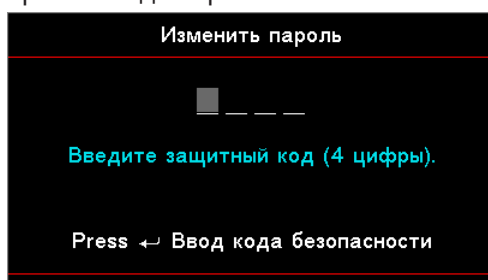 Изменить пароль
_ _ _ _
Введите защитный код (4 цифры).
Press ↵ Ввод кода безопасности